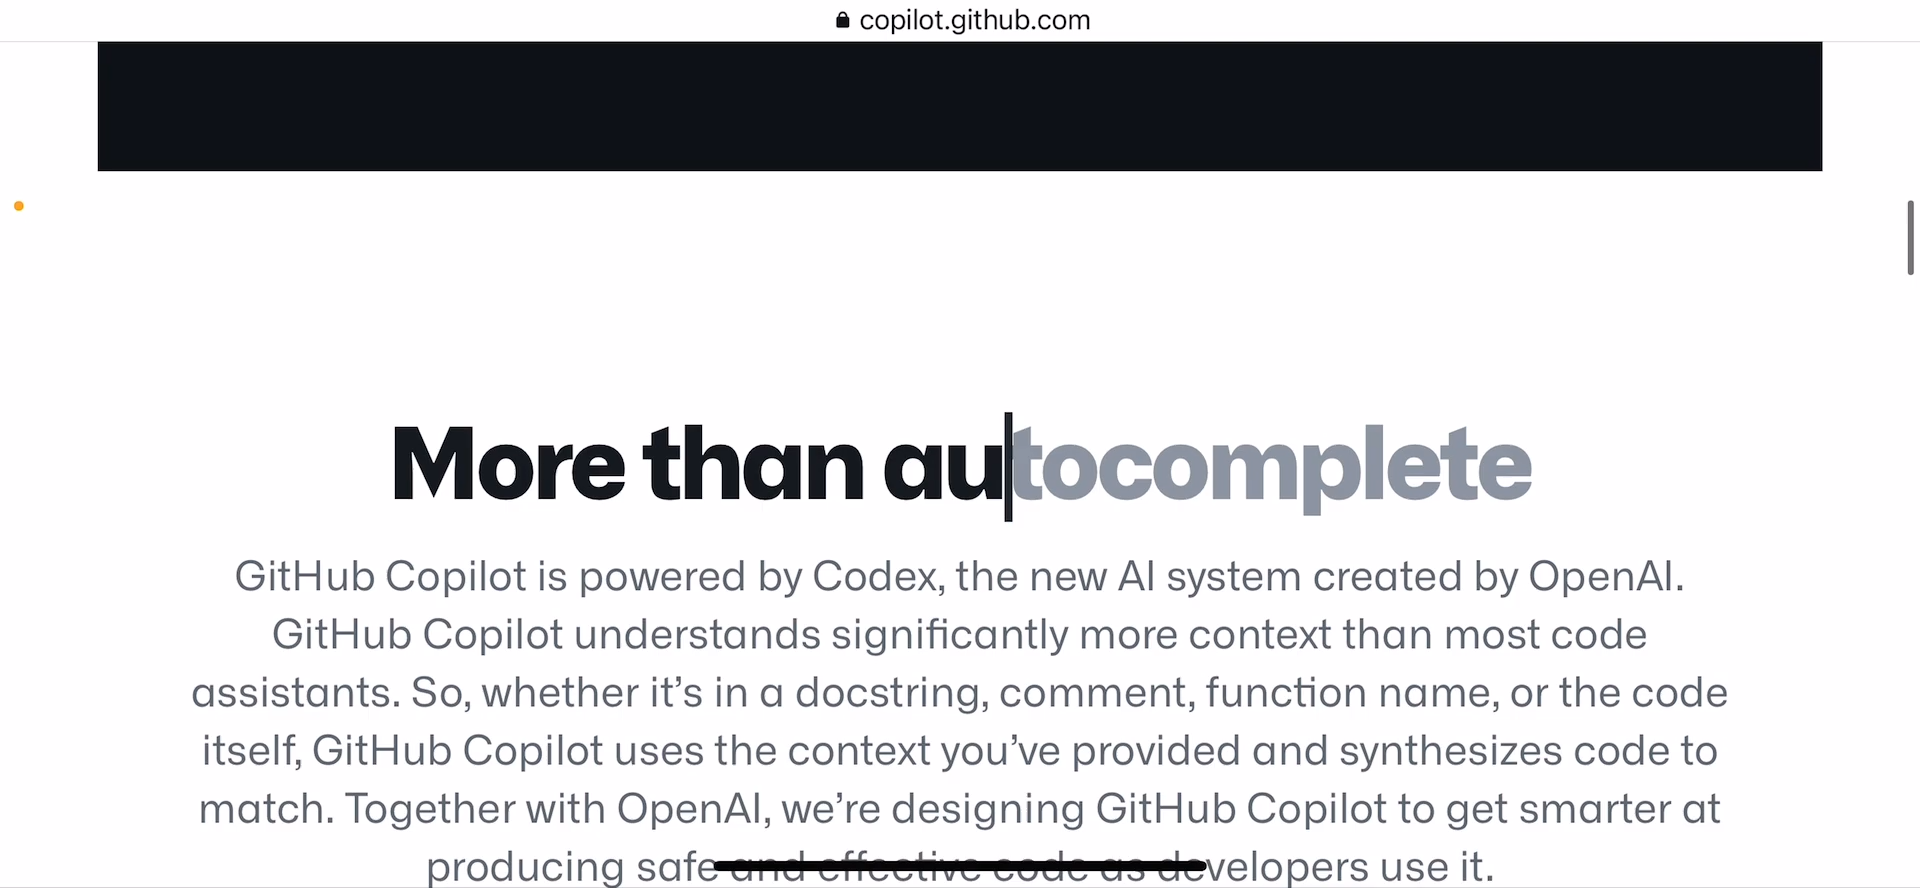 copilot.github.com
More than autocomplete
GitHub Copilot is powered by Codex, the new AI system created by OpenAI.
GitHub Copilot understands significantly more context than most code
assistants. So, whether it’s in a docstring, comment, function name, or the code
itself, GitHub Copilot uses the context you’ve provided and synthesizes code to
match. Together with OpenAI, we’re designing GitHub Copilot to get smarter at
producing safe and effective code as developers use it.